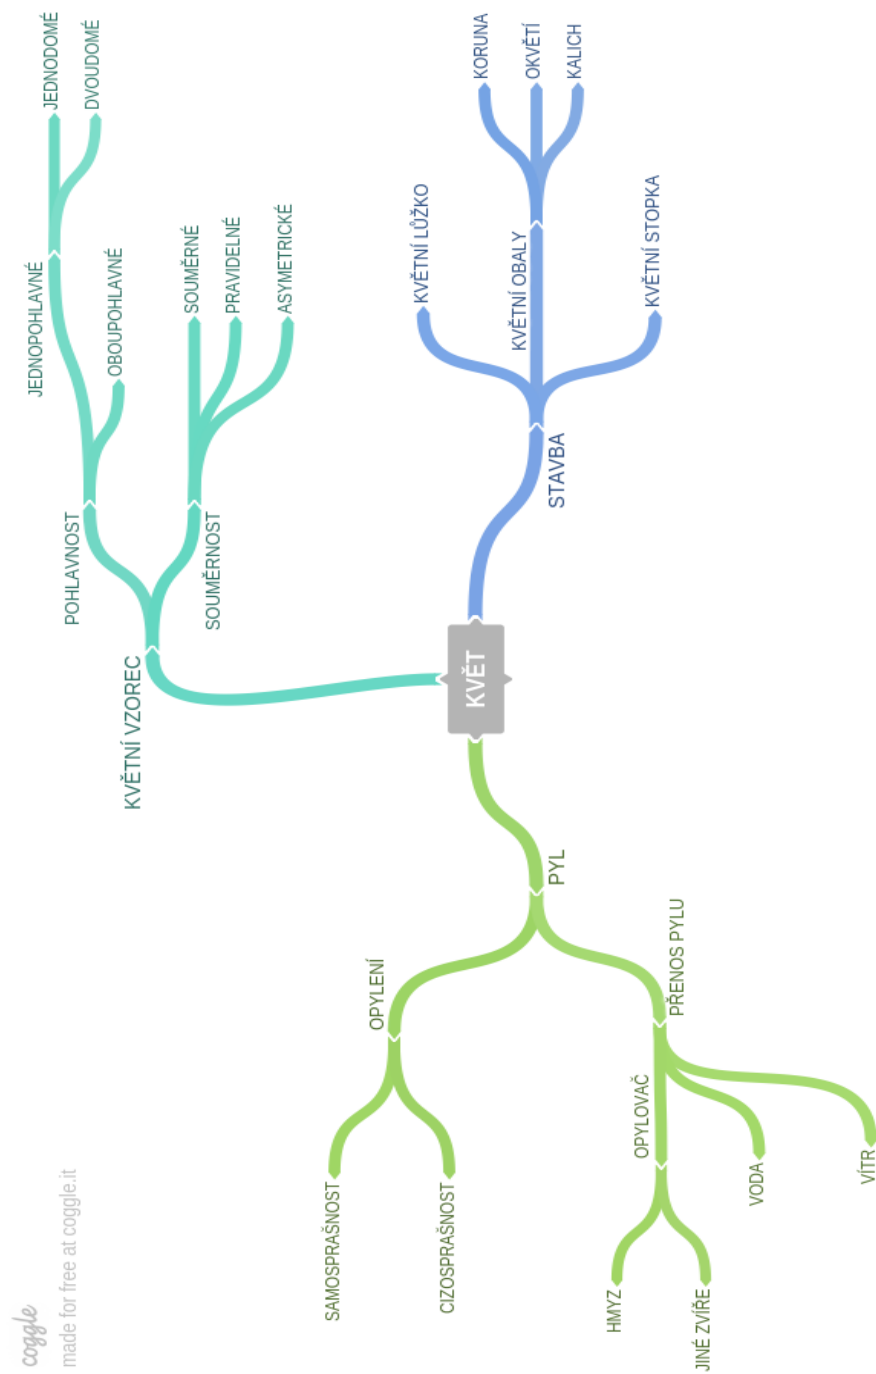 KVĚT
KVĚTNÍ VZOREC
POHLAVNOST
JEDNOPOHLAVNÉ
JEDNODOMÉ
DVOUDOMÉ
OBOUPOHLAVNÉ
SOUMĚRNOST
SOUMĚRNÉ
PRAVIDELNÉ
ASYMETRICKÉ
STAVBA
KVĚTNÍ LŮŽKO
KVĚTNÍ OBALY
KORUNA
OKVĚTÍ
KALICH
KVĚTNÍ STOPKA
PYL
OPYLENÍ
SAMOSPRAŠNOST
CIZOSPRAŠNOST
PŘENOS PYLU
OPYLOVAČ
HMYZ
JINÉ ZVÍŘE
VODA
VÍTR
coggle
made for free at coggle.it